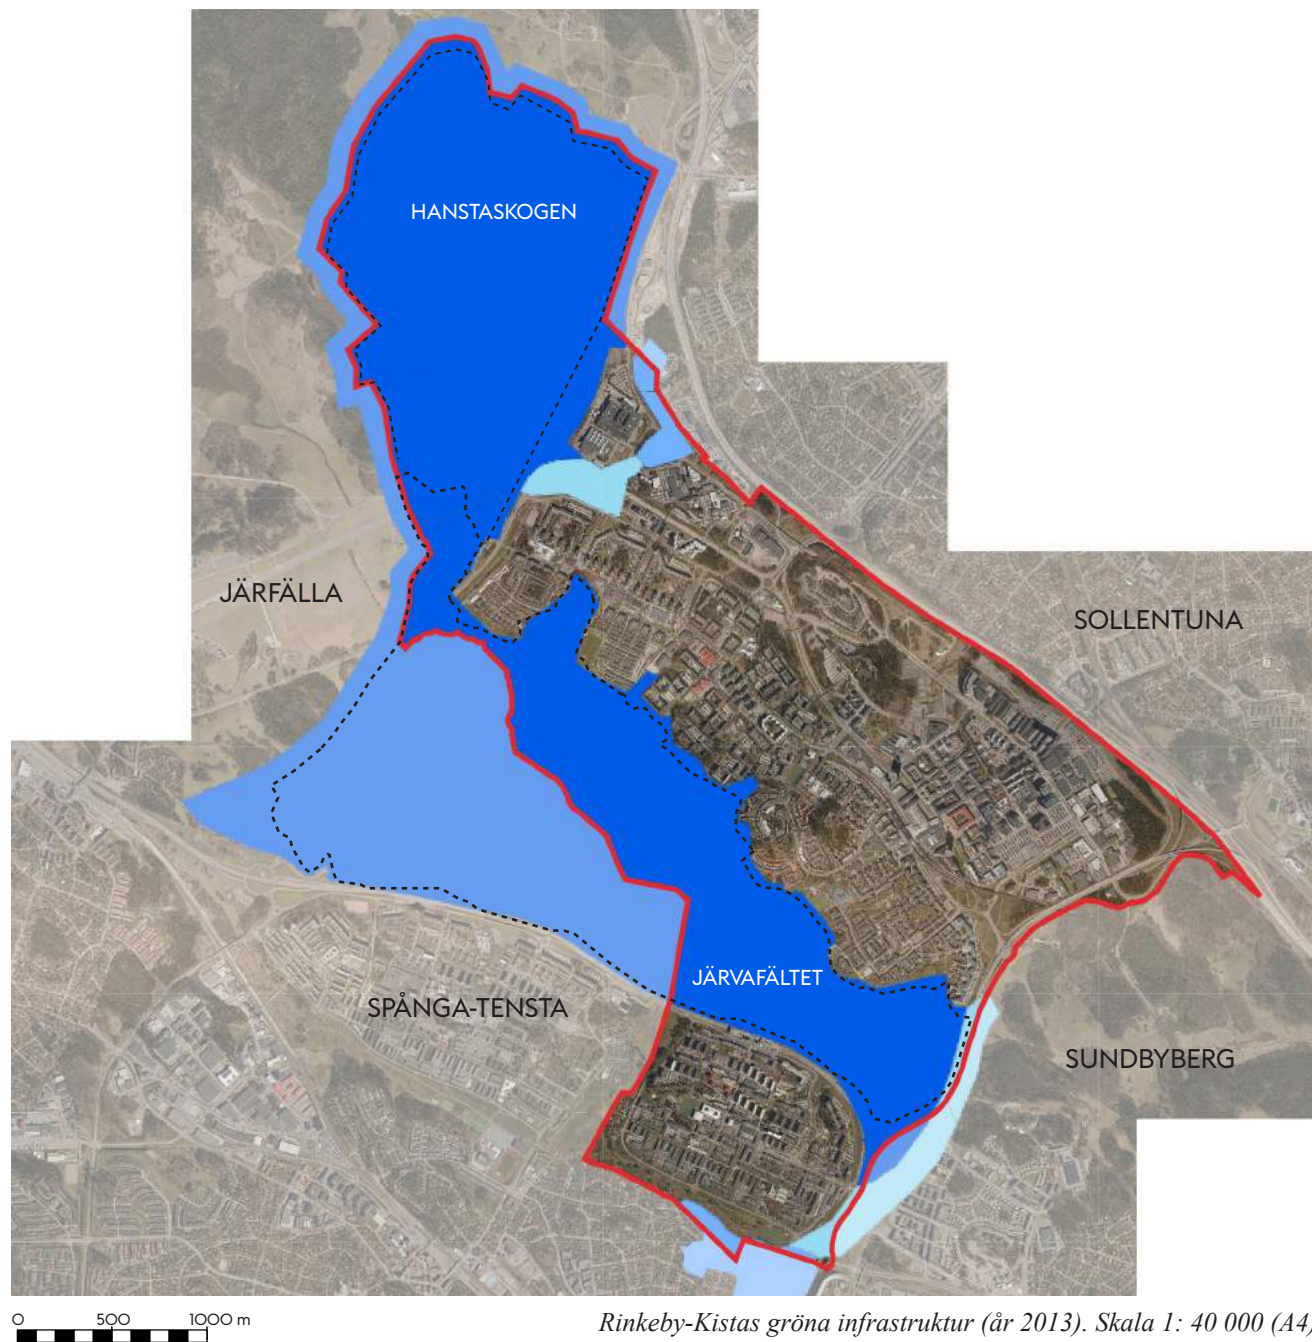 HANSTASKOGEN
JÄRFÄLLA
SOLLENTUNA
JÄRVAFÄLTET
SPÅNGA-TENSTA
SUNDBYBERG
0 500 1000 m
Rinkeby-Kistas gröna infrastruktur (år 2013). Skala 1: 40 000 (A4)